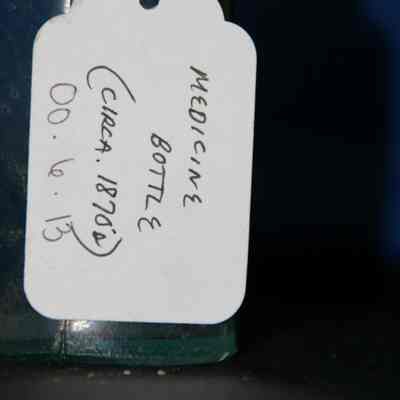 MEDICINE
BOTTLE
(CIRCA. 1870's)
00.6.13